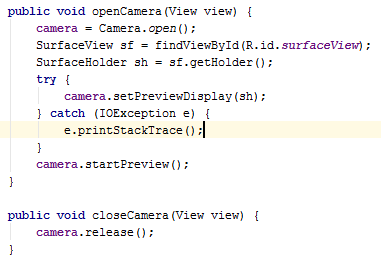 public void openCamera(View view) {
    camera = Camera.open();
    SurfaceView sf = findViewById(R.id.surfaceView);
    SurfaceHolder sh = sf.getHolder();
    try {
        camera.setPreviewDisplay(sh);
    } catch (IOException e) {
        e.printStackTrace();
    }
    camera.startPreview();
}

public void closeCamera(View view) {
    camera.release();
}